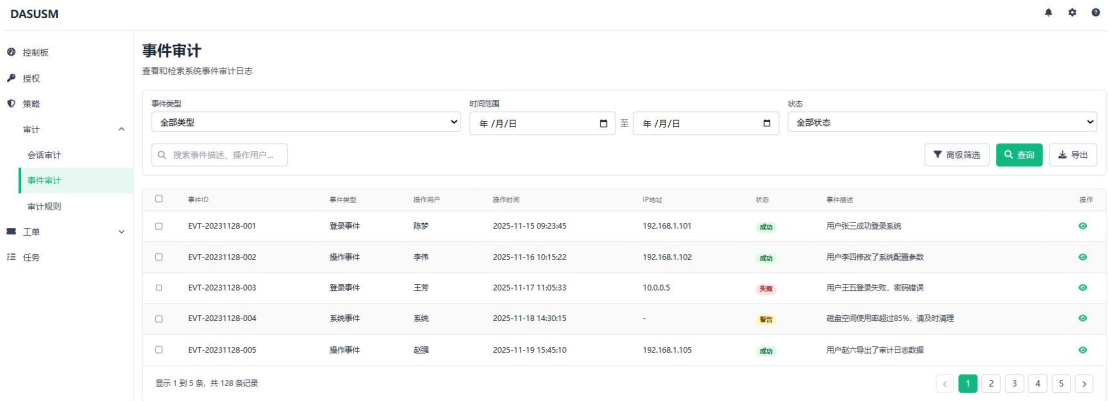 DASUSM
控制板
授权
策略
审计
会话审计
事件审计
审计规则
工单
任务
事件审计
查看和检索系统事件审计日志
事件类型 时间范围 状态
全部类型 年 /月/日 至 年 /月/日 全部状态
搜索事件描述、操作用户... 高级筛选 查询 导出
事件ID 事件类型 操作用户 操作时间 IP地址 状态 事件描述 操作
EVT-20231128-001 登录事件 陈梦 2025-11-15 09:23:45 192.168.1.101 成功 用户张三成功登录系统
EVT-20231128-002 操作事件 李伟 2025-11-16 10:15:22 192.168.1.102 成功 用户李四修改了系统配置参数
EVT-20231128-003 登录事件 王芳 2025-11-17 11:05:33 10.0.0.5 失败 用户王五登录失败，密码错误
EVT-20231128-004 系统事件 系统 2025-11-18 14:30:15 - 警告 磁盘空间使用率超过85%，请及时清理
EVT-20231128-005 操作事件 赵强 2025-11-19 15:45:10 192.168.1.105 成功 用户赵六导出了审计日志数据
显示 1 到 5 条，共 128 条记录 1 2 3 4 5